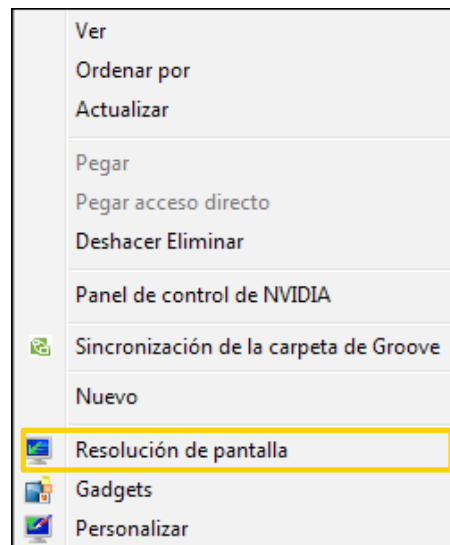 Ver
Ordenar por
Actualizar
Pegar
Pegar acceso directo
Deshacer Eliminar
Panel de control de NVIDIA
Sincronización de la carpeta de Groove
Nuevo
Resolución de pantalla
Gadgets
Personalizar